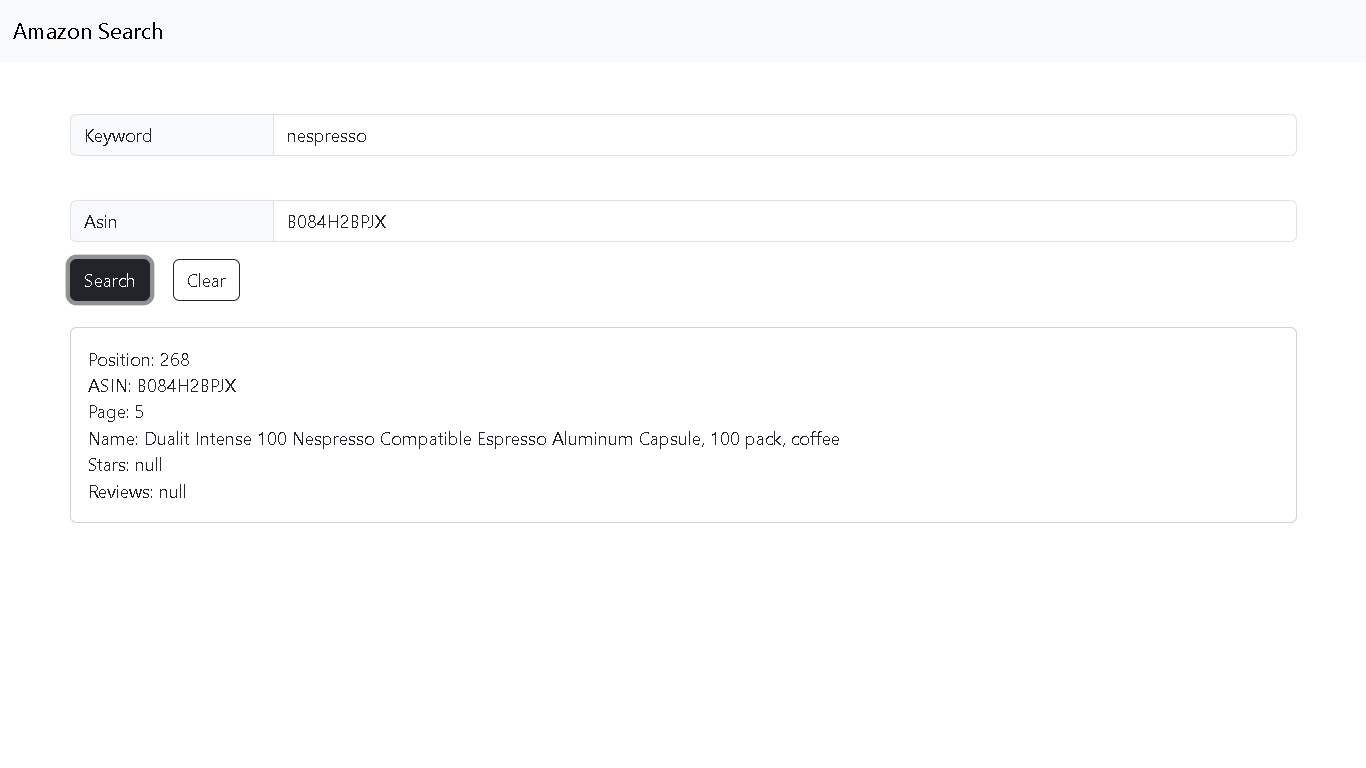 Amazon Search
Keyword nespresso
Asin B084H2BPJX
Search Clear
Position: 268
ASIN: B084H2BPJX
Page: 5
Name: Dualit Intense 100 Nespresso Compatible Espresso Aluminum Capsule, 100 pack, coffee
Stars: null
Reviews: null